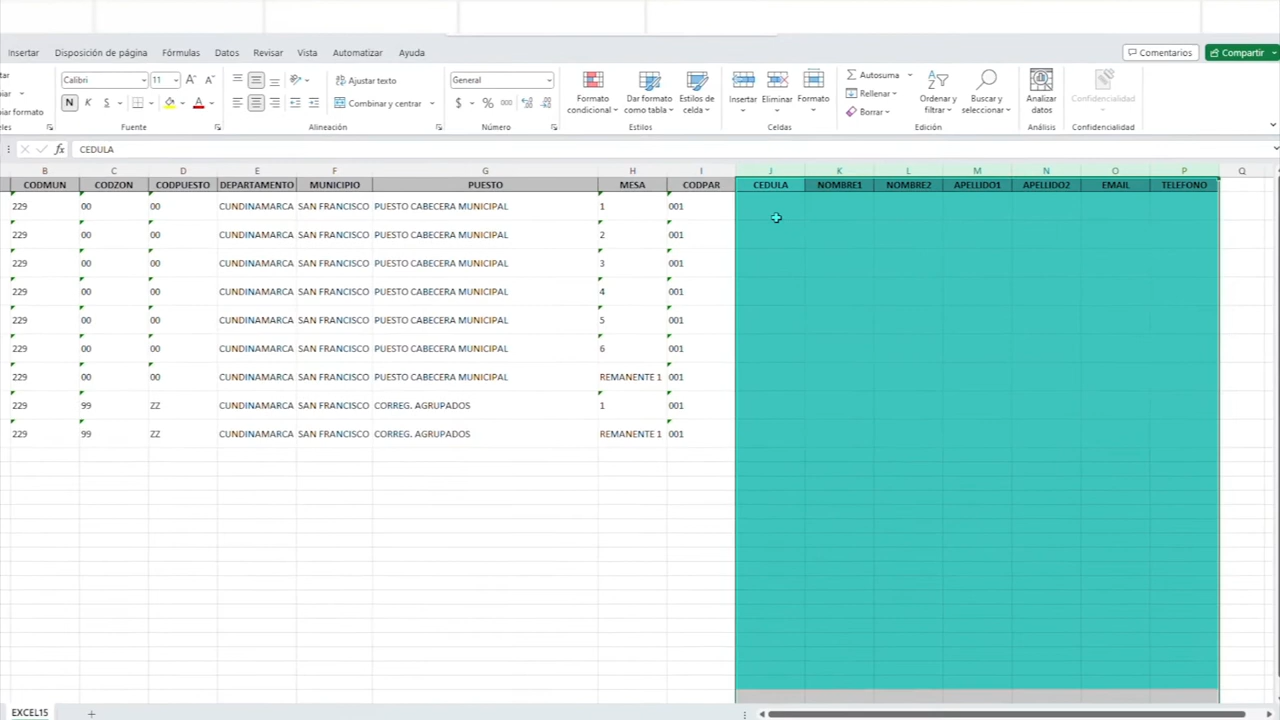 Insertar Disposición de página Fórmulas Datos Revisar Vista Automatizar Ayuda Comentarios Compartir
Calibri 11 A A Ajustar texto General Autosuma
N K S A Combinar y centrar $ % 000 Rellenar
Formato condicional Dar formato como tabla Estilos de celda Insertar Eliminar Formato Borrar Ordenar y filtrar Buscar y seleccionar Analizar datos Confidencialidad
Fuente Alineación Número Estilos Celdas Edición Análisis Confidencialidad
fx CEDULA
B C D E F G H I J K L M N O P Q
CODMUN CODZON CODPUESTO DEPARTAMENTO MUNICIPIO PUESTO MESA CODPAR CEDULA NOMBRE1 NOMBRE2 APELLIDO1 APELLIDO2 EMAIL TELEFONO
229 00 00 CUNDINAMARCA SAN FRANCISCO PUESTO CABECERA MUNICIPAL 1 001
229 00 00 CUNDINAMARCA SAN FRANCISCO PUESTO CABECERA MUNICIPAL 2 001
229 00 00 CUNDINAMARCA SAN FRANCISCO PUESTO CABECERA MUNICIPAL 3 001
229 00 00 CUNDINAMARCA SAN FRANCISCO PUESTO CABECERA MUNICIPAL 4 001
229 00 00 CUNDINAMARCA SAN FRANCISCO PUESTO CABECERA MUNICIPAL 5 001
229 00 00 CUNDINAMARCA SAN FRANCISCO PUESTO CABECERA MUNICIPAL 6 001
229 00 00 CUNDINAMARCA SAN FRANCISCO PUESTO CABECERA MUNICIPAL REMANENTE 1 001
229 99 ZZ CUNDINAMARCA SAN FRANCISCO CORREG. AGRUPADOS 1 001
229 99 ZZ CUNDINAMARCA SAN FRANCISCO CORREG. AGRUPADOS REMANENTE 1 001
EXCEL15